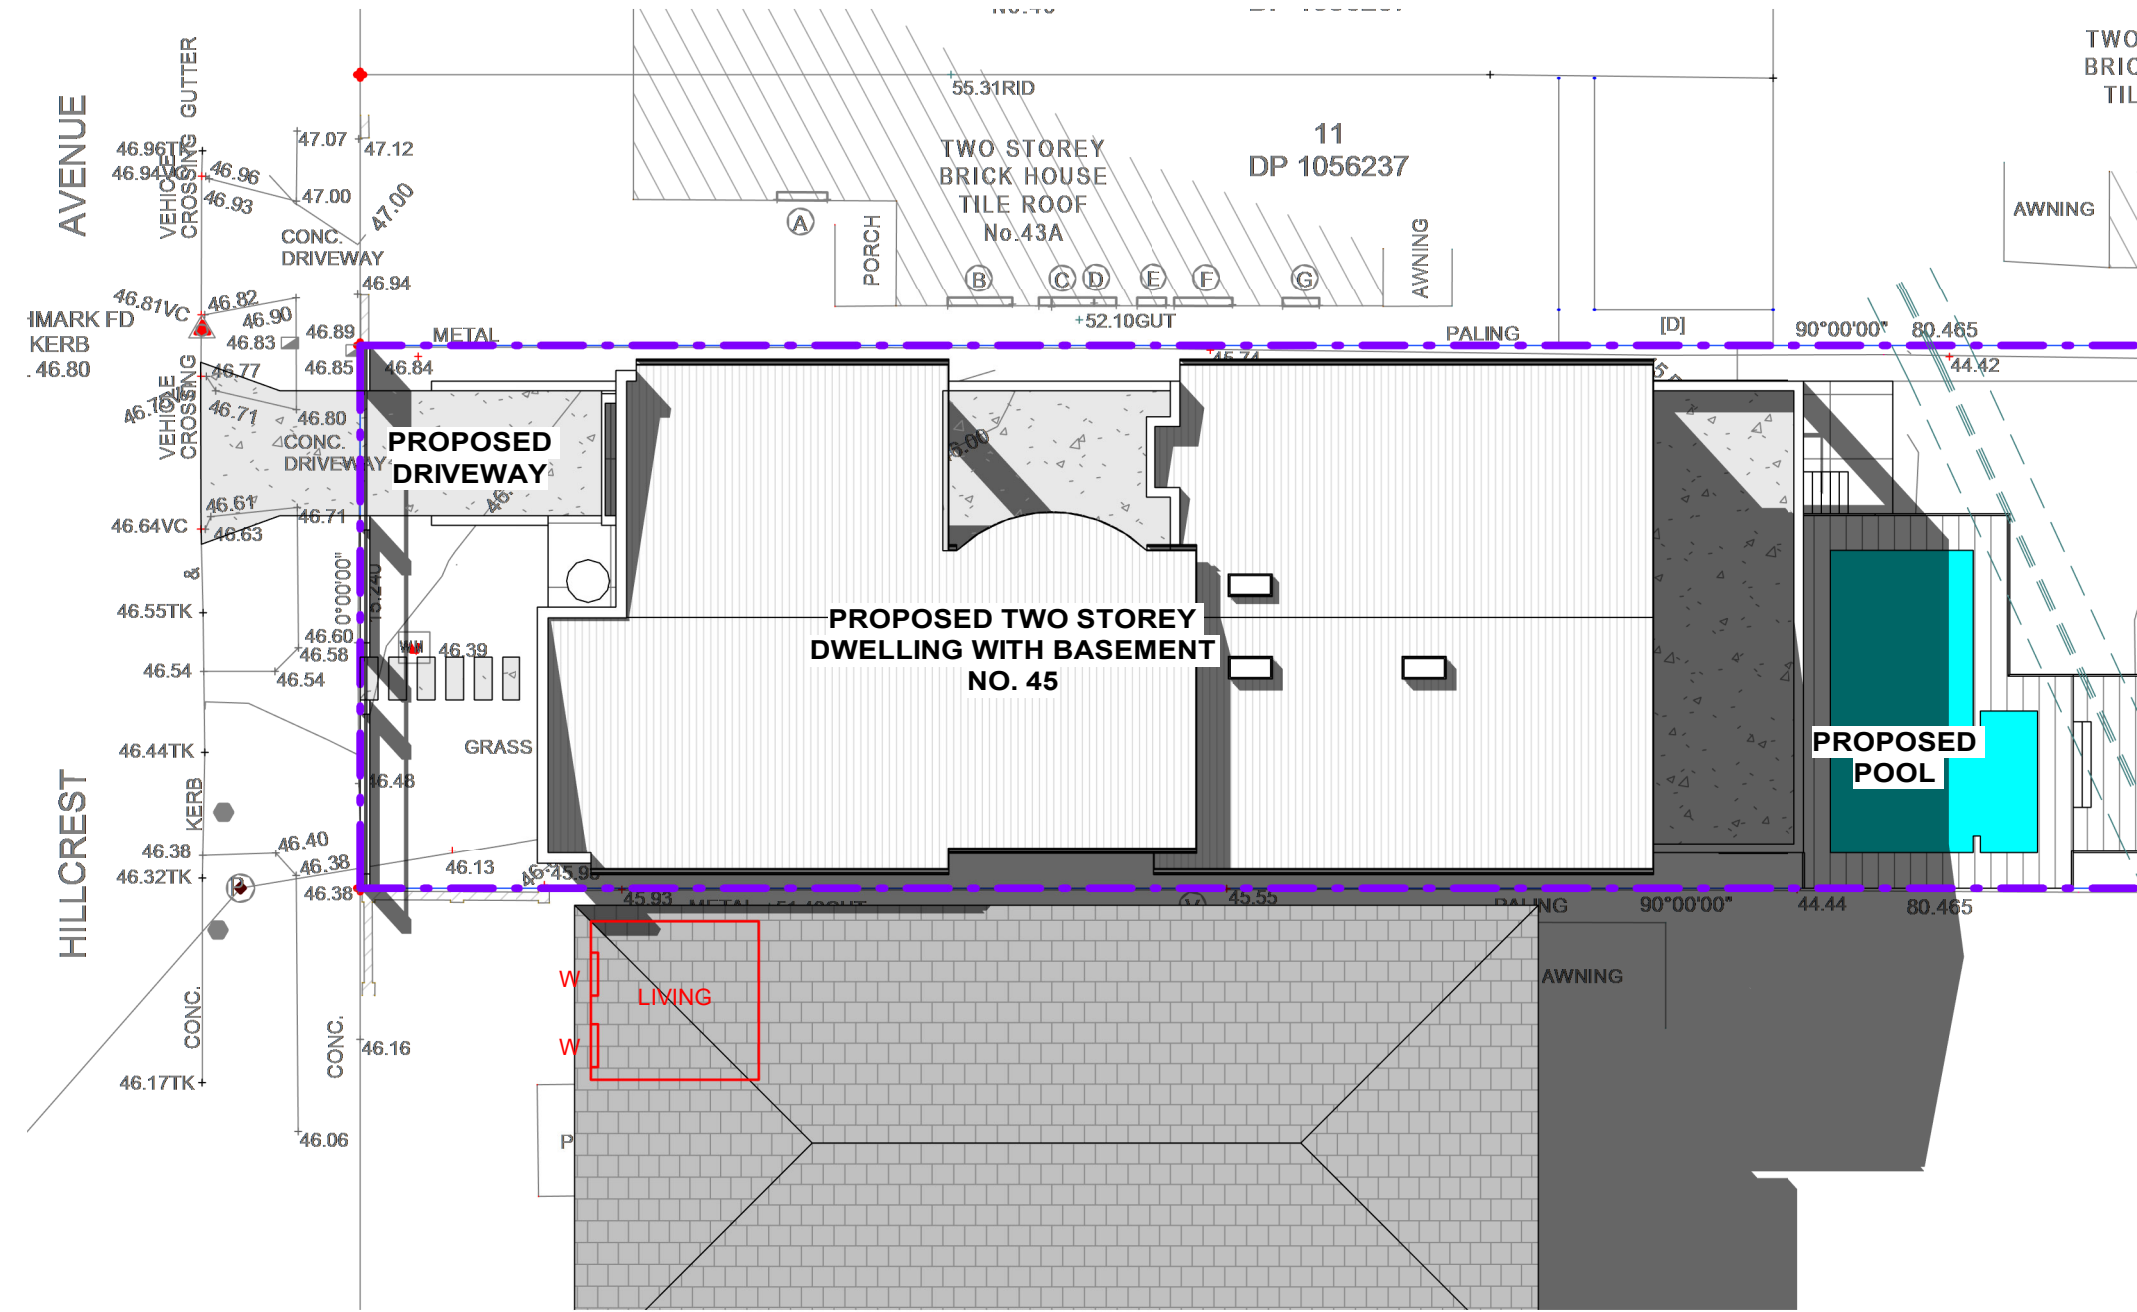 AVENUE
GUTTER
VEHICLE
CROSSING
46.94VC
46.96
46.93
47.07
47.12
47.00
47.00
CONC.
DRIVEWAY
46.94
55.31RID
TWO STOREY
BRICK HOUSE
TILE ROOF
No.43A
11
DP 1056237
AWNING
A
PORCH
B
C
D
E
F
G
AWNING
52.10GUT
46.81VC
46.82
46.90
46.83
46.89
46.85
46.84
METAL
PALING
[D]
90°00'00"
80.465
44.42
KERB
46.80
VEHICLE
CROSSING
46.77
46.71
46.80
CONC.
DRIVEWAY
PROPOSED
DRIVEWAY
46.61
46.71
46.64VC
46.63
&
0°00'00"
15.240
46.55TK
46.60
46.58
46.39
46.54
46.54
PROPOSED TWO STOREY
DWELLING WITH BASEMENT
NO. 45
GRASS
46.44TK
46.48
PROPOSED
POOL
KERB
HILLCREST
46.38
46.40
46.38
46.13
46.32TK
46.38
45.93
45.55
90°00'00"
44.44
80.465
W
LIVING
W
AWNING
CONC.
CONC.
46.16
46.17TK
46.06
P